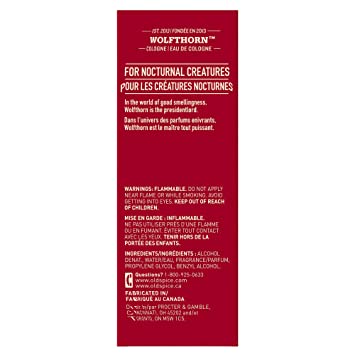 EST. 2013 | FONDÉE EN 2013
WOLFTHORN™
COLOGNE | EAU DE COLOGNE
FOR NOCTURNAL CREATURES
POUR LES CRÉATURES NOCTURNES
In the world of good smellingness,
Wolfthorn is the presidentlord.
Dans l'univers des parfums enivrants,
Wolfthorn est le maître tout puissant.
WARNINGS: FLAMMABLE. DO NOT APPLY
NEAR FLAME OR WHILE SMOKING. AVOID
GETTING INTO EYES. KEEP OUT OF REACH
OF CHILDREN.
MISE EN GARDE : INFLAMMABLE.
NE PAS UTILISER PRÈS D'UNE FLAMME
OU EN FUMANT. ÉVITER TOUT CONTACT
AVEC LES YEUX. TENIR HORS DE LA
PORTÉE DES ENFANTS.
INGREDIENTS/INGRÉDIENTS : ALCOHOL
DENAT., WATER/EAU, FRAGRANCE/PARFUM,
PROPYLENE GLYCOL, BENZYL ALCOHOL.
Questions? 1-800-925-0633
www.oldspice.com
www.oldspice.ca
FABRICATED IN/
FABRIQUÉ AU CANADA
PROCTER & GAMBLE,
CINCINNATI, OH 45202 and/et
TORONTO, ON M5W 1C5.